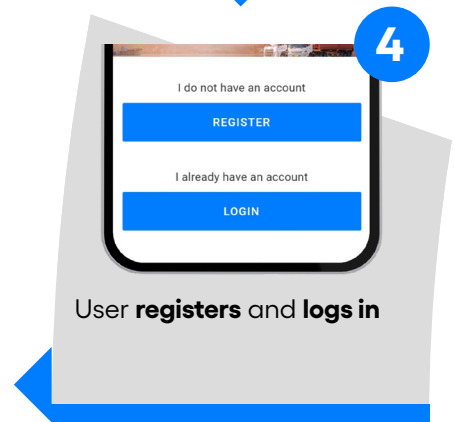 4
I do not have an account
REGISTER
I already have an account
LOGIN
User registers and logs in